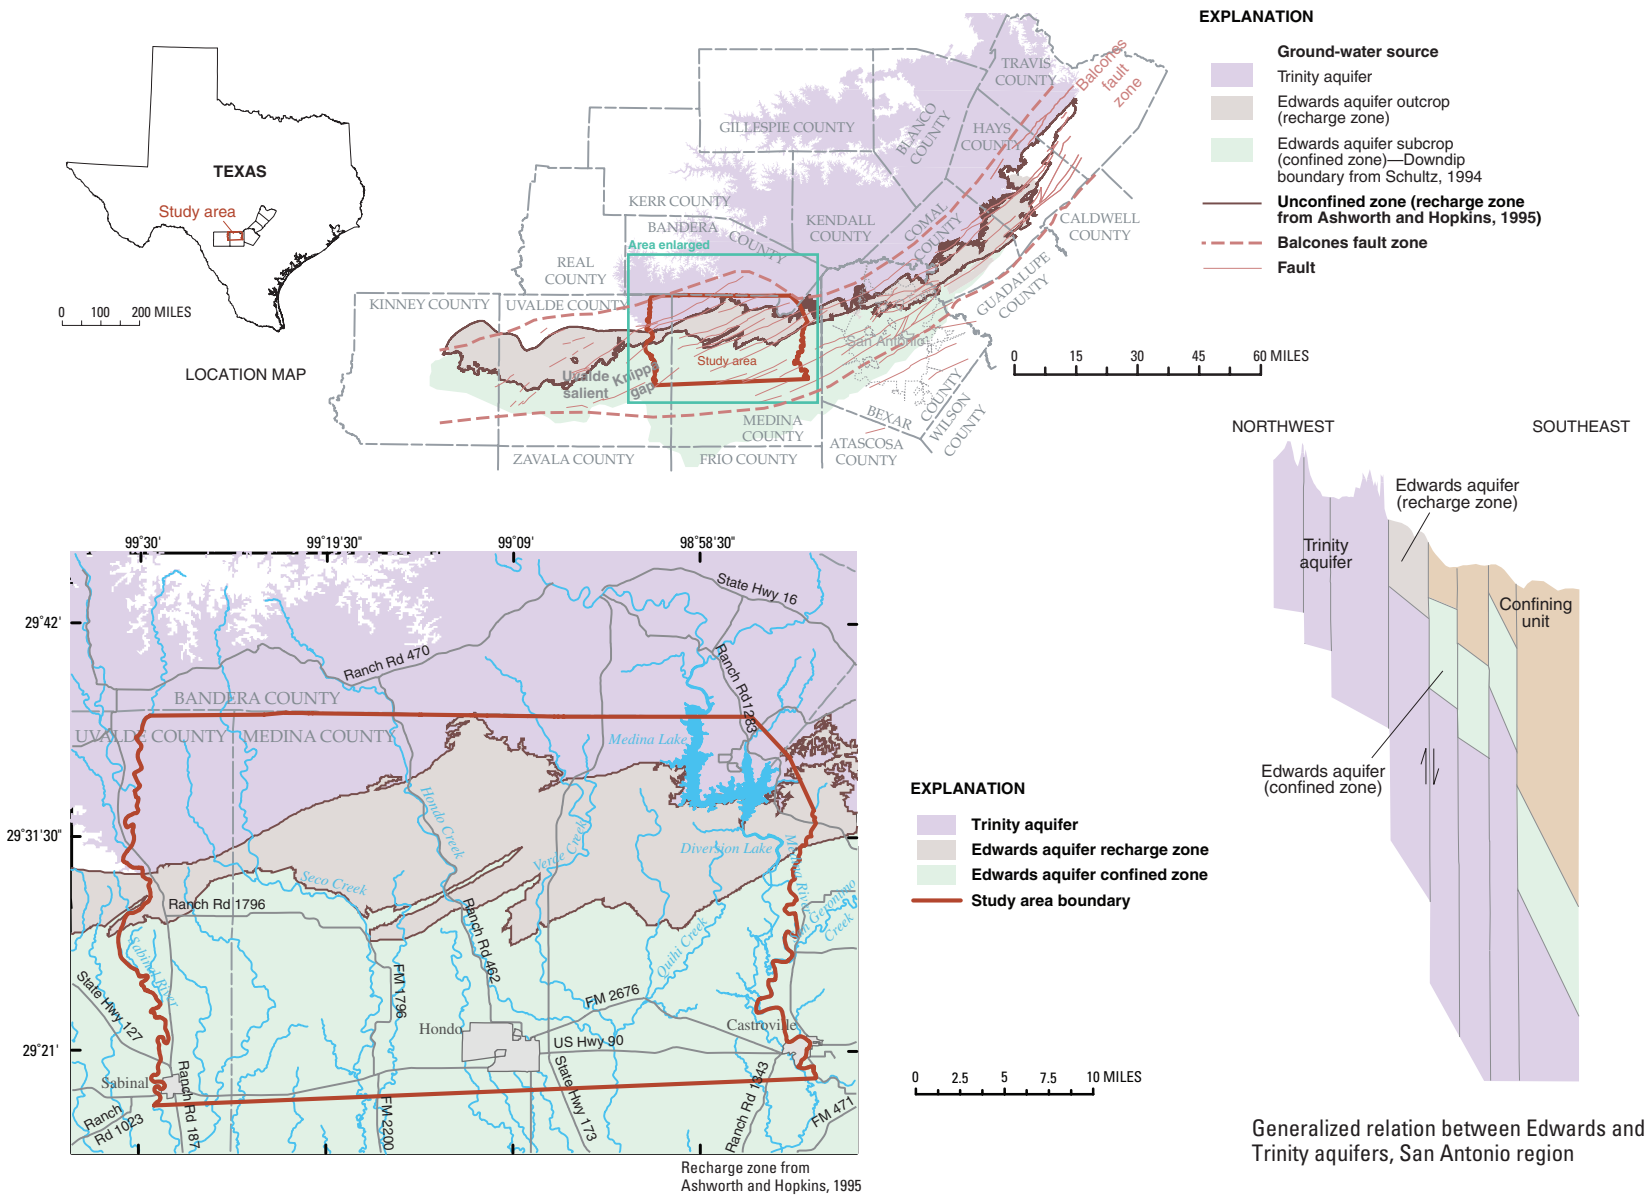 TEXAS
Study area
0 100 200 MILES
LOCATION MAP
TRAVIS
COUNTY
Balcones
fault
zone
GILLESPIE COUNTY
BLANCO
COUNTY
HAYS
COUNTY
KERR COUNTY
BANDERA
COUNTY
KENDALL
COUNTY
COMAL
COUNTY
CALDWELL
COUNTY
Area enlarged
REAL
COUNTY
GUADALUPE
COUNTY
KINNEY COUNTY
UVALDE COUNTY
San Antonio
Study area
Uvalde
salient
Knippa
gap
MEDINA
COUNTY
BEXAR
COUNTY
WILSON
COUNTY
ATASCOSA
COUNTY
ZAVALA COUNTY
FRIO COUNTY
0 15 30 45 60 MILES
EXPLANATION
Ground-water source
Trinity aquifer
Edwards aquifer outcrop
(recharge zone)
Edwards aquifer subcrop
(confined zone)—Downdip
boundary from Schultz, 1994
Unconfined zone (recharge zone
from Ashworth and Hopkins, 1995)
Balcones fault zone
Fault
NORTHWEST
SOUTHEAST
Edwards aquifer
(recharge zone)
Trinity
aquifer
Confining
unit
Edwards aquifer
(confined zone)
Generalized relation between Edwards and
Trinity aquifers, San Antonio region
99°30'
99°19'30"
99°09'
98°58'30"
29°42'
29°31'30"
29°21'
State Hwy 16
Ranch Rd 470
Ranch Rd 1283
BANDERA COUNTY
UVALDE COUNTY
MEDINA COUNTY
Medina Lake
Hondo Creek
Verde Creek
Diversion Lake
Medina River
Seco Creek
Ranch Rd 1796
San Geronimo
Creek
Ranch Rd 462
Quihi Creek
Sabinal River
State Hwy 127
FM 1796
FM 2676
Hondo
Castroville
US Hwy 90
Sabinal
Ranch Rd 187
State Hwy 173
Ranch Rd 1343
Ranch
Rd 1023
FM 2200
FM 471
Recharge zone from
Ashworth and Hopkins, 1995
EXPLANATION
Trinity aquifer
Edwards aquifer recharge zone
Edwards aquifer confined zone
Study area boundary
0 2.5 5 7.5 10 MILES